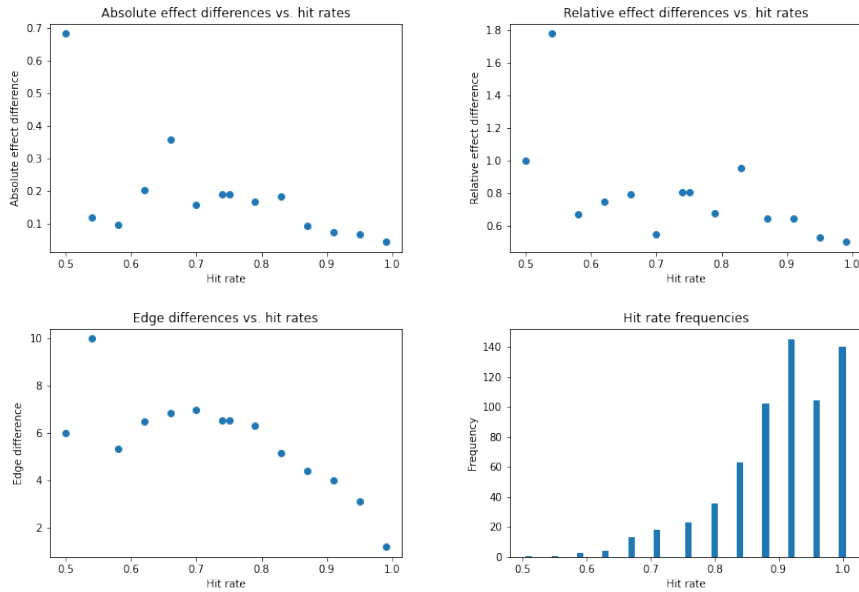 Absolute effect differences vs. hit rates
0.7
0.6
0.5
0.4
0.3
0.2
0.1
Absolute effect difference
0.5 0.6 0.7 0.8 0.9 1.0
Hit rate
Relative effect differences vs. hit rates
1.8
1.6
1.4
1.2
1.0
0.8
0.6
Relative effect difference
0.5 0.6 0.7 0.8 0.9 1.0
Hit rate
Edge differences vs. hit rates
10
8
6
4
2
Edge difference
0.5 0.6 0.7 0.8 0.9 1.0
Hit rate
Hit rate frequencies
140
120
100
80
60
40
20
0
Frequency
0.5 0.6 0.7 0.8 0.9 1.0
Hit rate